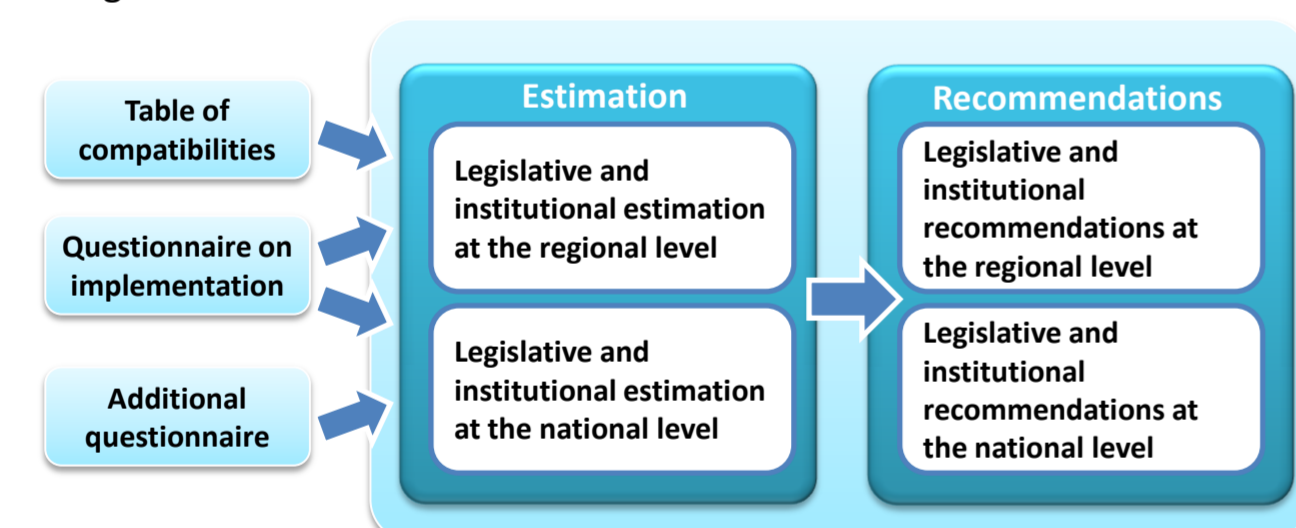 Table of
compatibilities
Questionnaire on
implementation
Additional
questionnaire
Estimation
Legislative and
institutional estimation
at the regional level
Legislative and
institutional estimation
at the national level
Recommendations
Legislative and
institutional
recommendations at
the regional level
Legislative and
institutional
recommendations at
the national level